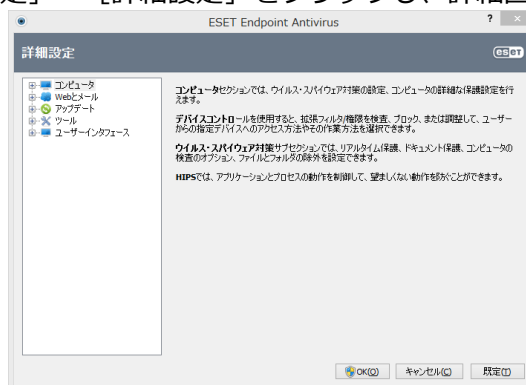 詳細設定]をクリックし、詳細
ESET Endpoint Antivirus
? ×
詳細設定
eseT
コンピュータ
Webとメール
アップデート
ツール
ユーザーインタフェース
コンピュータセクションでは、ウイルス・スパイウェア対策の設定、コンピュータの詳細な保護設定を行
えます。
デバイスコントロールを使用すると、拡張フィルタ/権限を検査、ブロック、または調整して、ユーザー
からの指定デバイスへのアクセス方法やその作業方法を選択できます。
ウイルス・スパイウェア対策サブセクションでは、リアルタイム保護、ドキュメント保護、コンピュータの
検査のオプション、ファイルとフォルダの除外を設定できます。
HIPSでは、アプリケーションとプロセスの動作を制御して、望ましくない動作を防ぐことができます。
OK(O)
キャンセル(C)
既定(T)